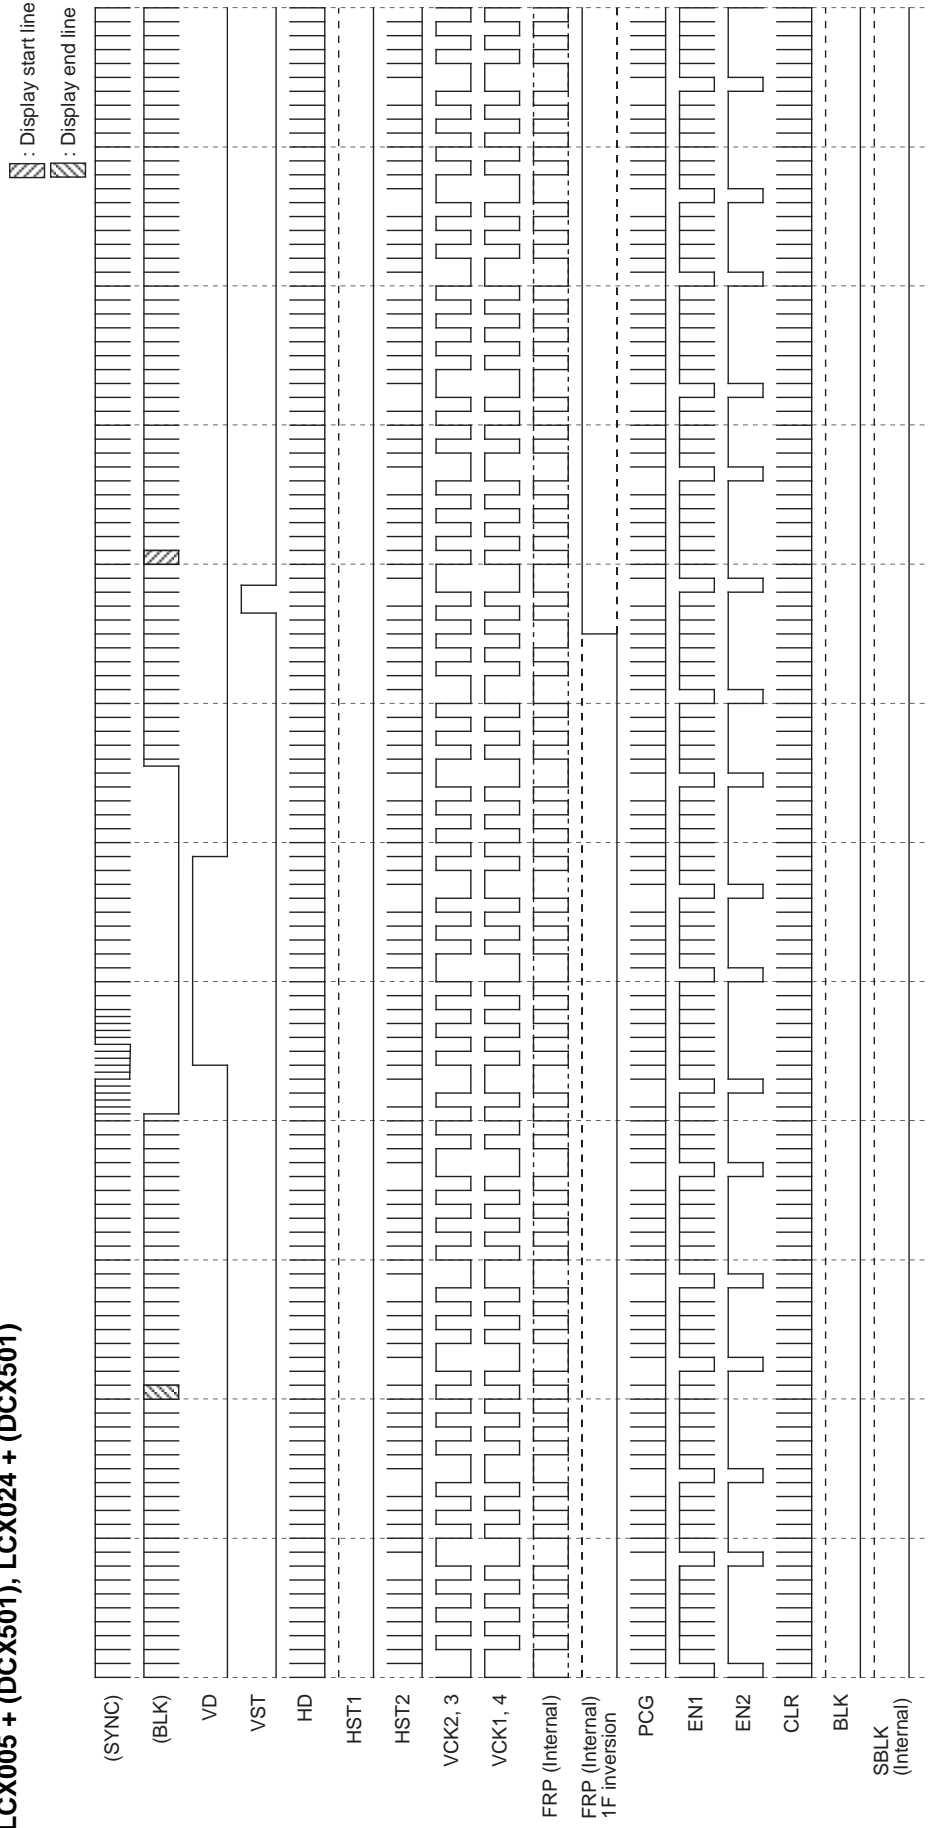 LCX005 + (DCX501), LCX024 + (DCX501)
: Display start line
: Display end line
(SYNC)
(BLK)
VD
VST
HD
HST1
HST2
VCK2, 3
VCK1, 4
FRP (Internal)
FRP (Internal)
1F inversion
PCG
EN1
EN2
CLR
BLK
SBLK
(Internal)